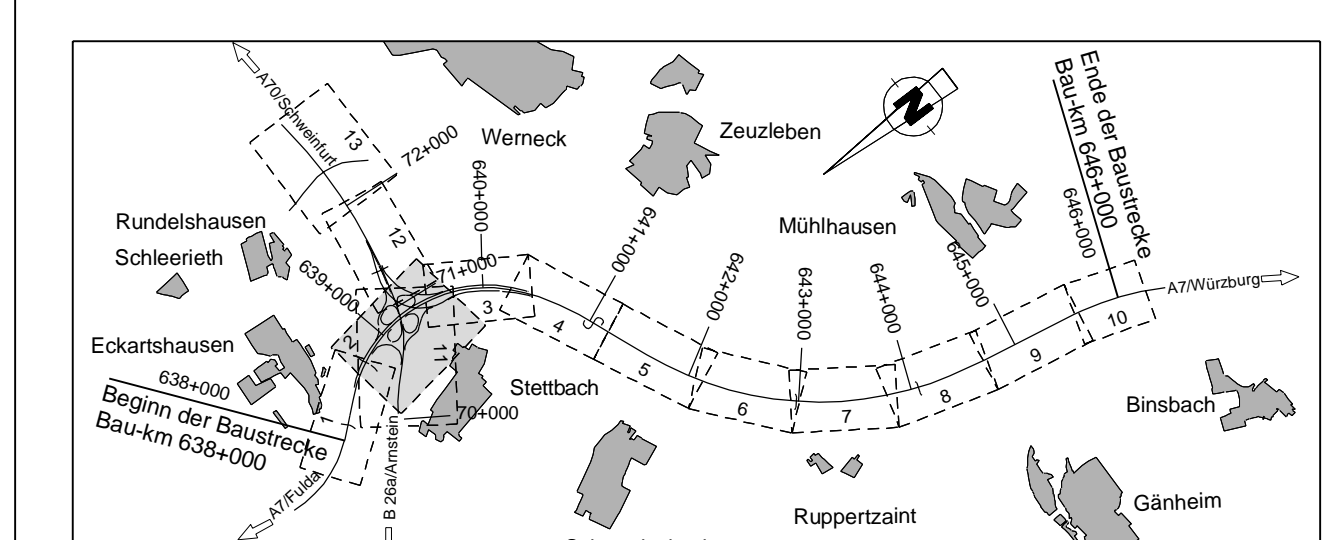 A70/Schweinfurt
13
72+000
Werneck
Zeuzleben
N
Ende der Baustrecke
Bau-km 646+000
646+000
Rundelshausen
Schleerieth
12
640+000
641+000
Mühlhausen
639+000
71+000
642+000
643+000
644+000
645+000
A7/Würzburg
Eckartshausen
2
11
3
4
5
6
7
8
9
10
638+000
Beginn der Baustrecke
Bau-km 638+000
Stettbach
70+000
Binsbach
A7/Fulda
B 26a/Arnstein
Ruppertzaint
Gänheim